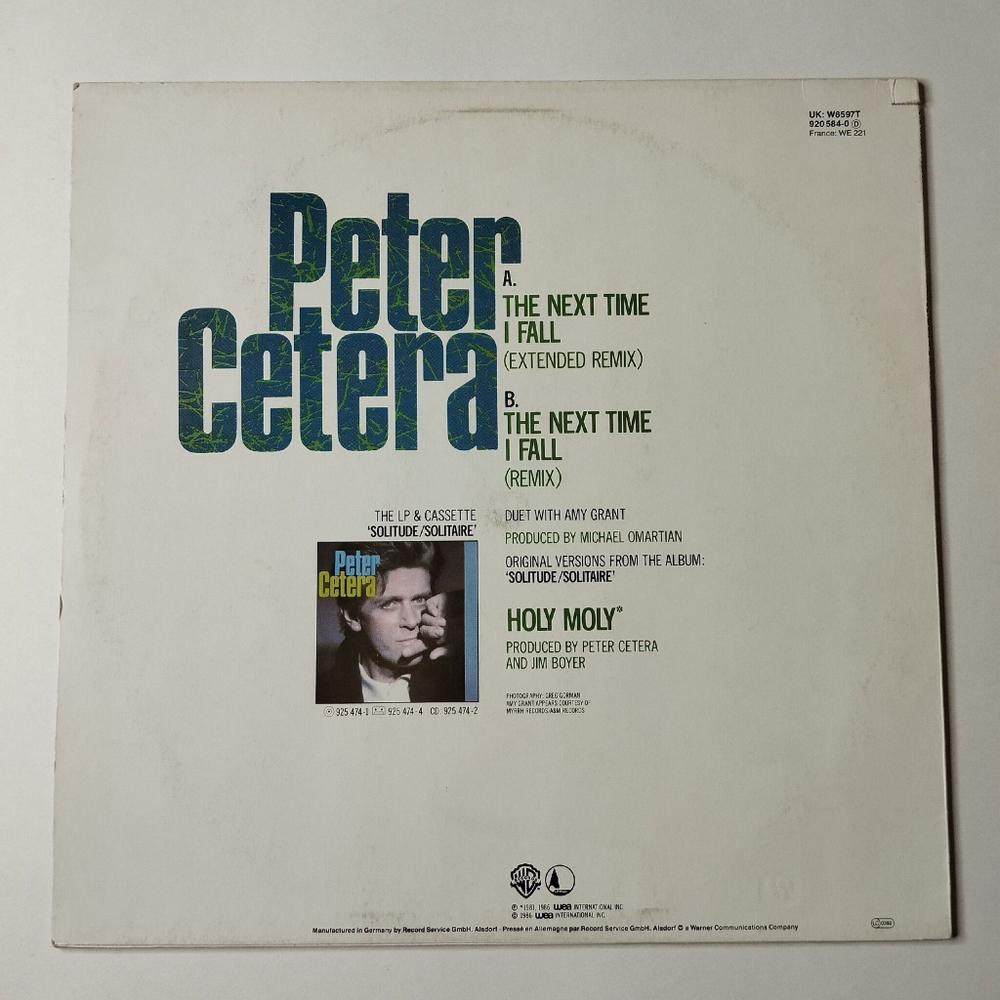 UK: W8597T
920 584-0 Ⓓ
France: WE 221
Peter
Cetera
A.
THE NEXT TIME
I FALL
(EXTENDED REMIX)
B.
THE NEXT TIME
I FALL
(REMIX)
THE LP & CASSETTE
'SOLITUDE/SOLITAIRE'
Peter
Cetera
925 474-1 925 474-4 CD 925 474-2
DUET WITH AMY GRANT
PRODUCED BY MICHAEL OMARTIAN
ORIGINAL VERSIONS FROM THE ALBUM:
'SOLITUDE/SOLITAIRE'
HOLY MOLY*
PRODUCED BY PETER CETERA
AND JIM BOYER
PHOTOGRAPHY: GREG GORMAN
AMY GRANT APPEARS COURTESY OF
MYRRH RECORDS/A&M RECORDS
℗ *1981, 1986 wea INTERNATIONAL INC.
© 1986 wea INTERNATIONAL INC.
Manufactured in Germany by Record Service GmbH. Alsdorf - Pressé en Allemagne par Record Service GmbH. Alsdorf © a Warner Communications Company